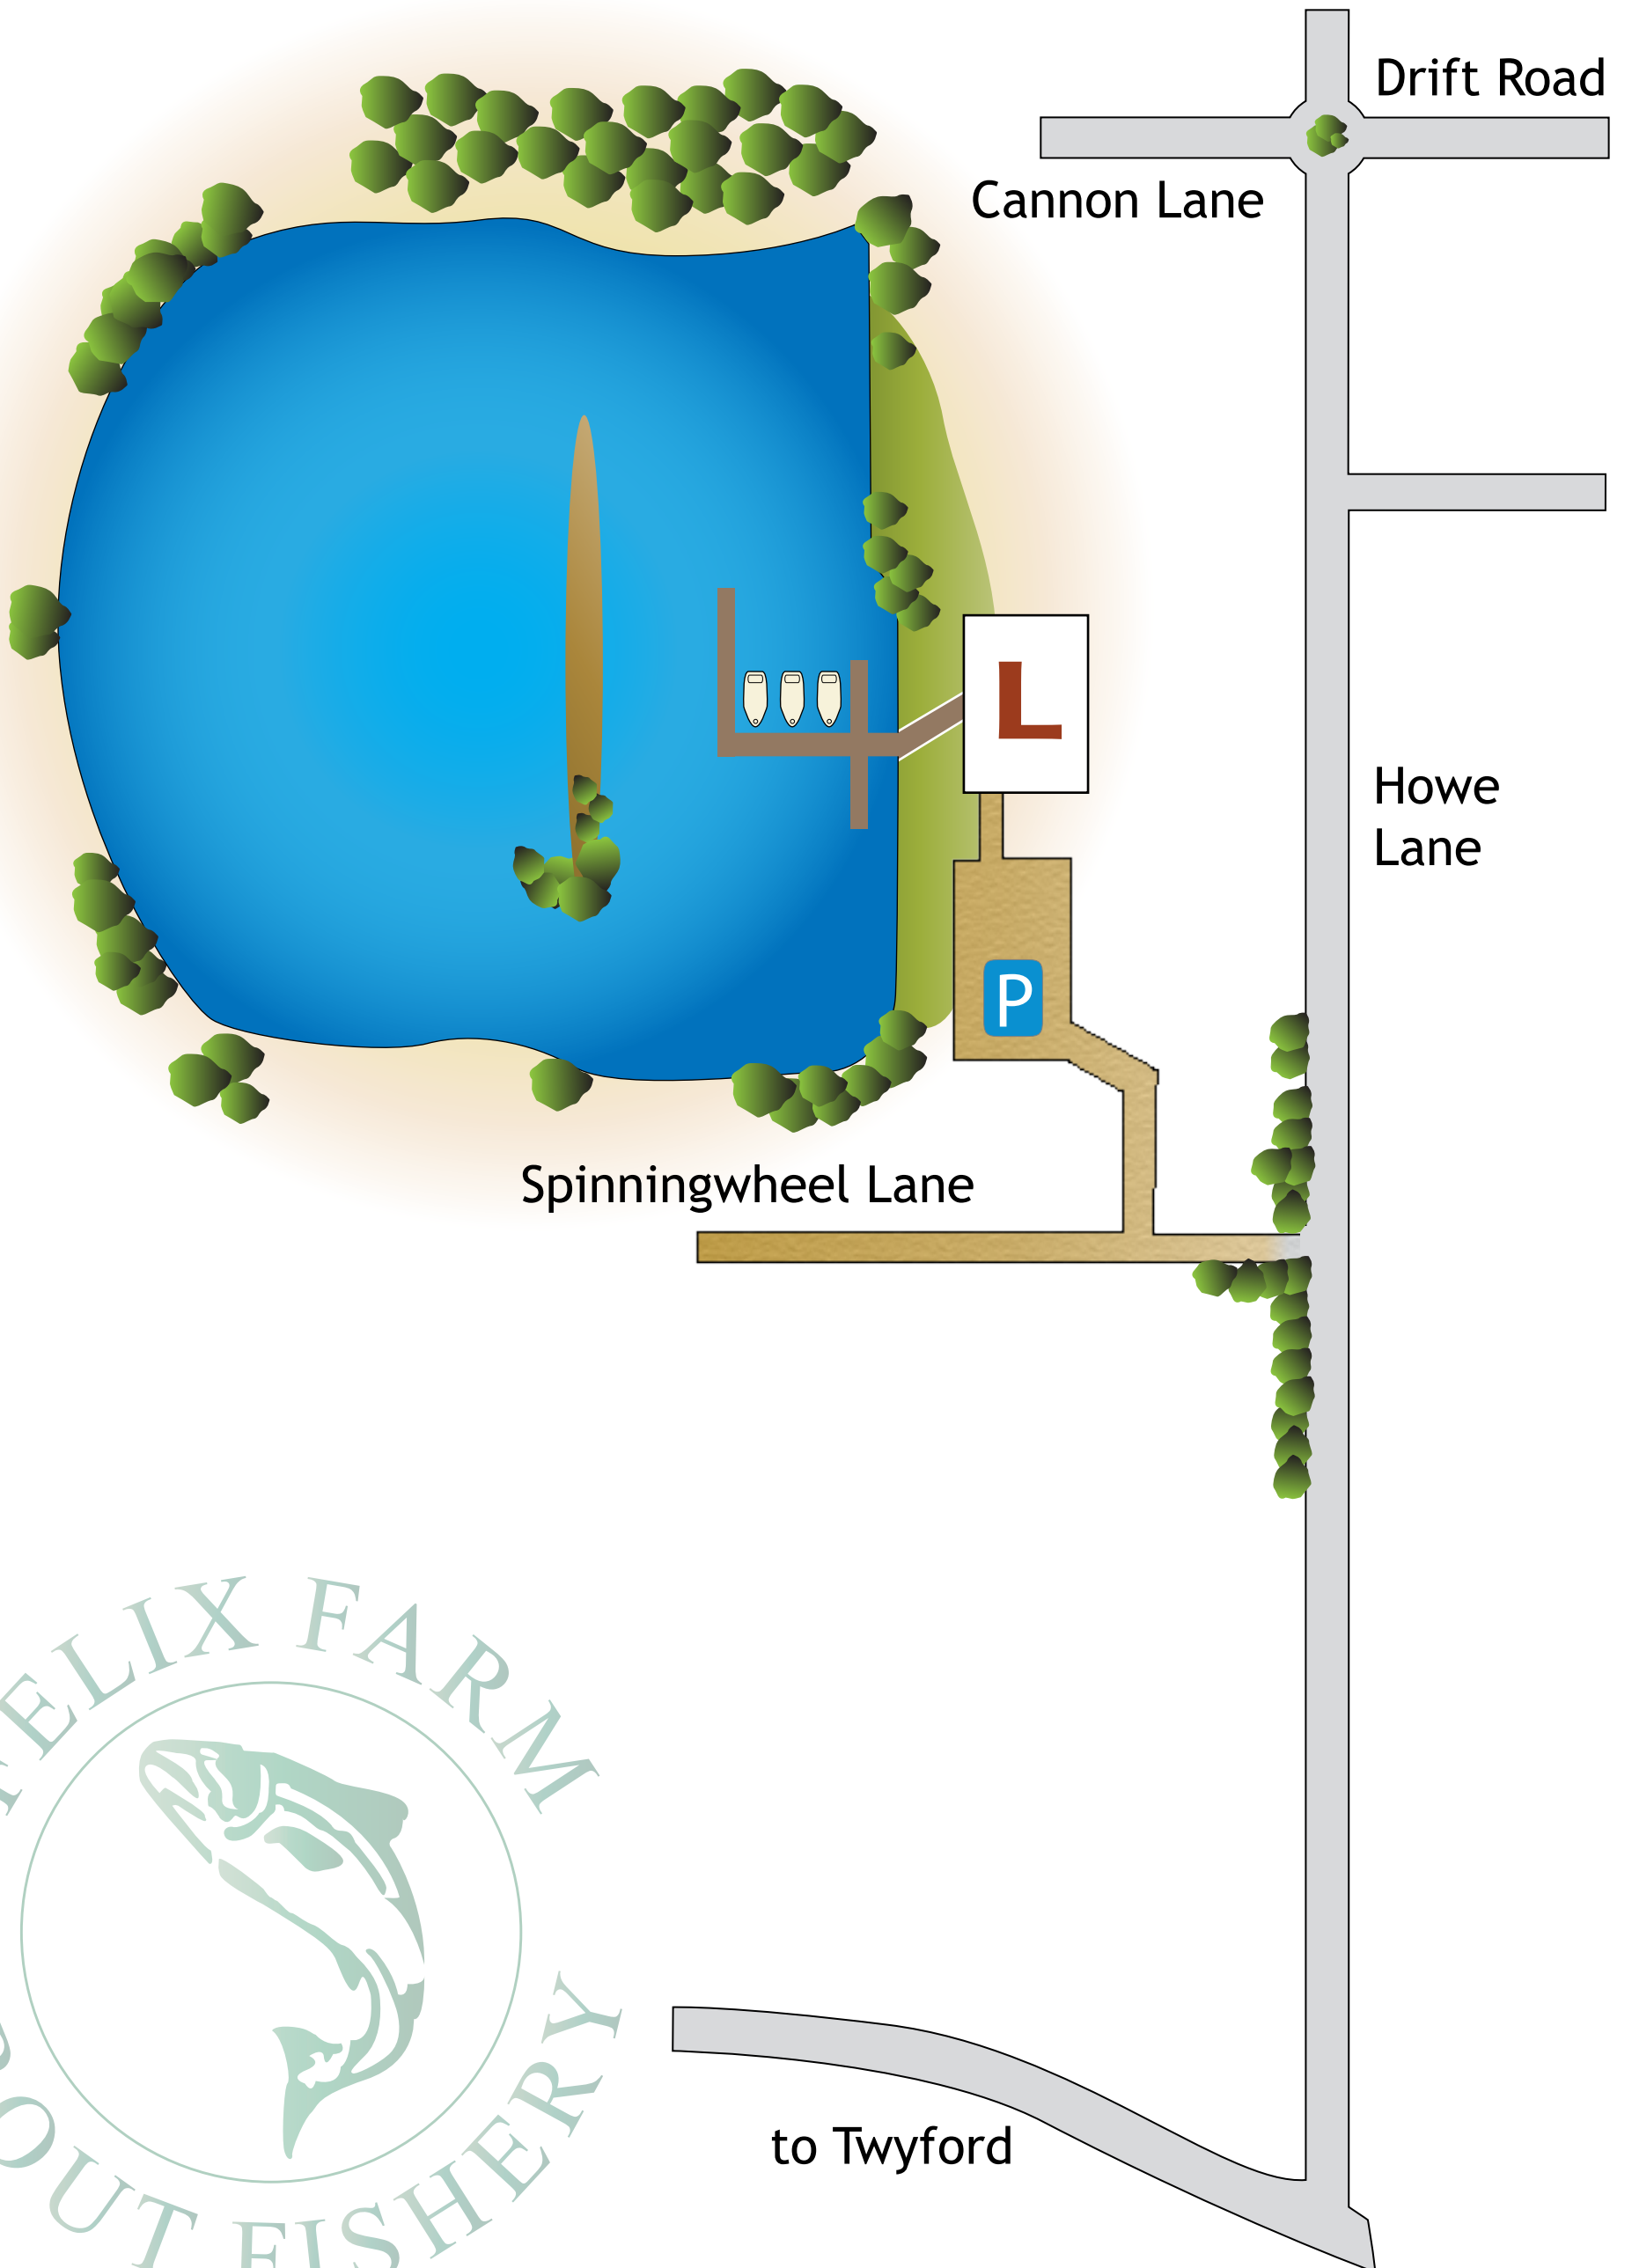 Drift Road
Cannon Lane
L
Howe
Lane
P
Spinningwheel Lane
ELIX FARM
to Twyford
OUT FISHERY